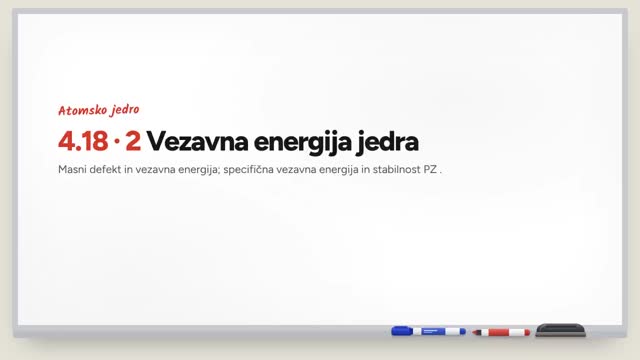 Atomsko jedro
4.18 · 2 Vezavna energija jedra
Masni defekt in vezavna energija; specifična vezavna energija in stabilnost PZ .